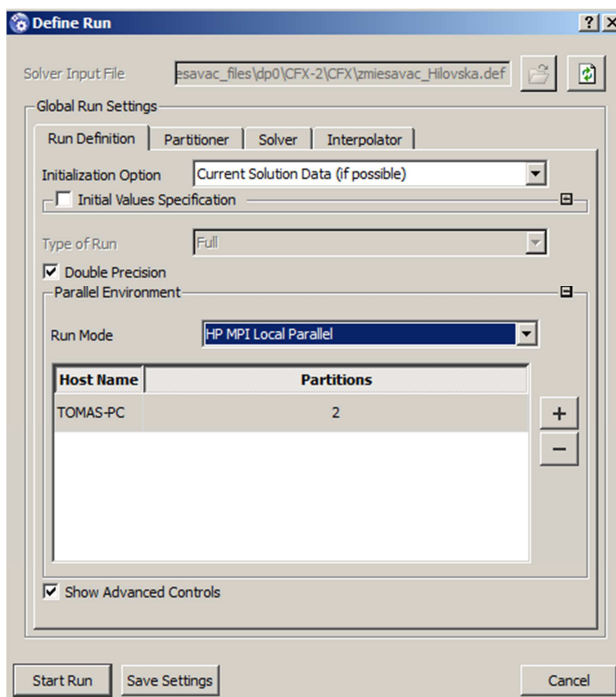 Define Run
Solver Input File esavac_files\dp0\CFX-2\CFX\zmiesavac_Hilovska.def
Global Run Settings
Run Definition Partitioner Solver Interpolator
Initialization Option Current Solution Data (if possible)
Initial Values Specification
Type of Run Full
Double Precision
Parallel Environment
Run Mode HP MPI Local Parallel
Host Name Partitions
TOMAS-PC 2
+
−
Show Advanced Controls
Start Run Save Settings Cancel